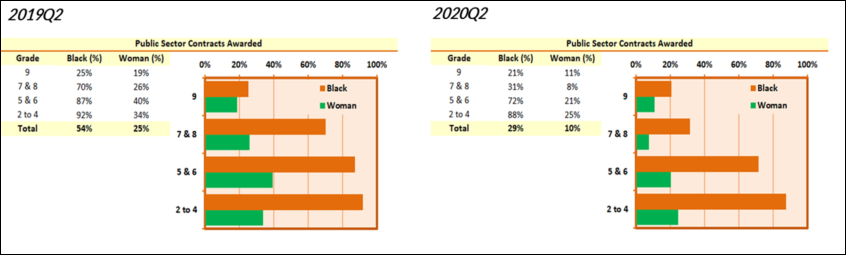 2019Q2
Public Sector Contracts Awarded
Grade Black (%) Woman (%)
9 25% 19%
7 & 8 70% 26%
5 & 6 87% 40%
2 to 4 92% 34%
Total 54% 25%
0% 20% 40% 60% 80% 100%
9
7 & 8
5 & 6
2 to 4
Black
Woman
2020Q2
Public Sector Contracts Awarded
Grade Black (%) Woman (%)
9 21% 11%
7 & 8 31% 8%
5 & 6 72% 21%
2 to 4 88% 25%
Total 29% 10%
0% 20% 40% 60% 80% 100%
9
7 & 8
5 & 6
2 to 4
Black
Woman